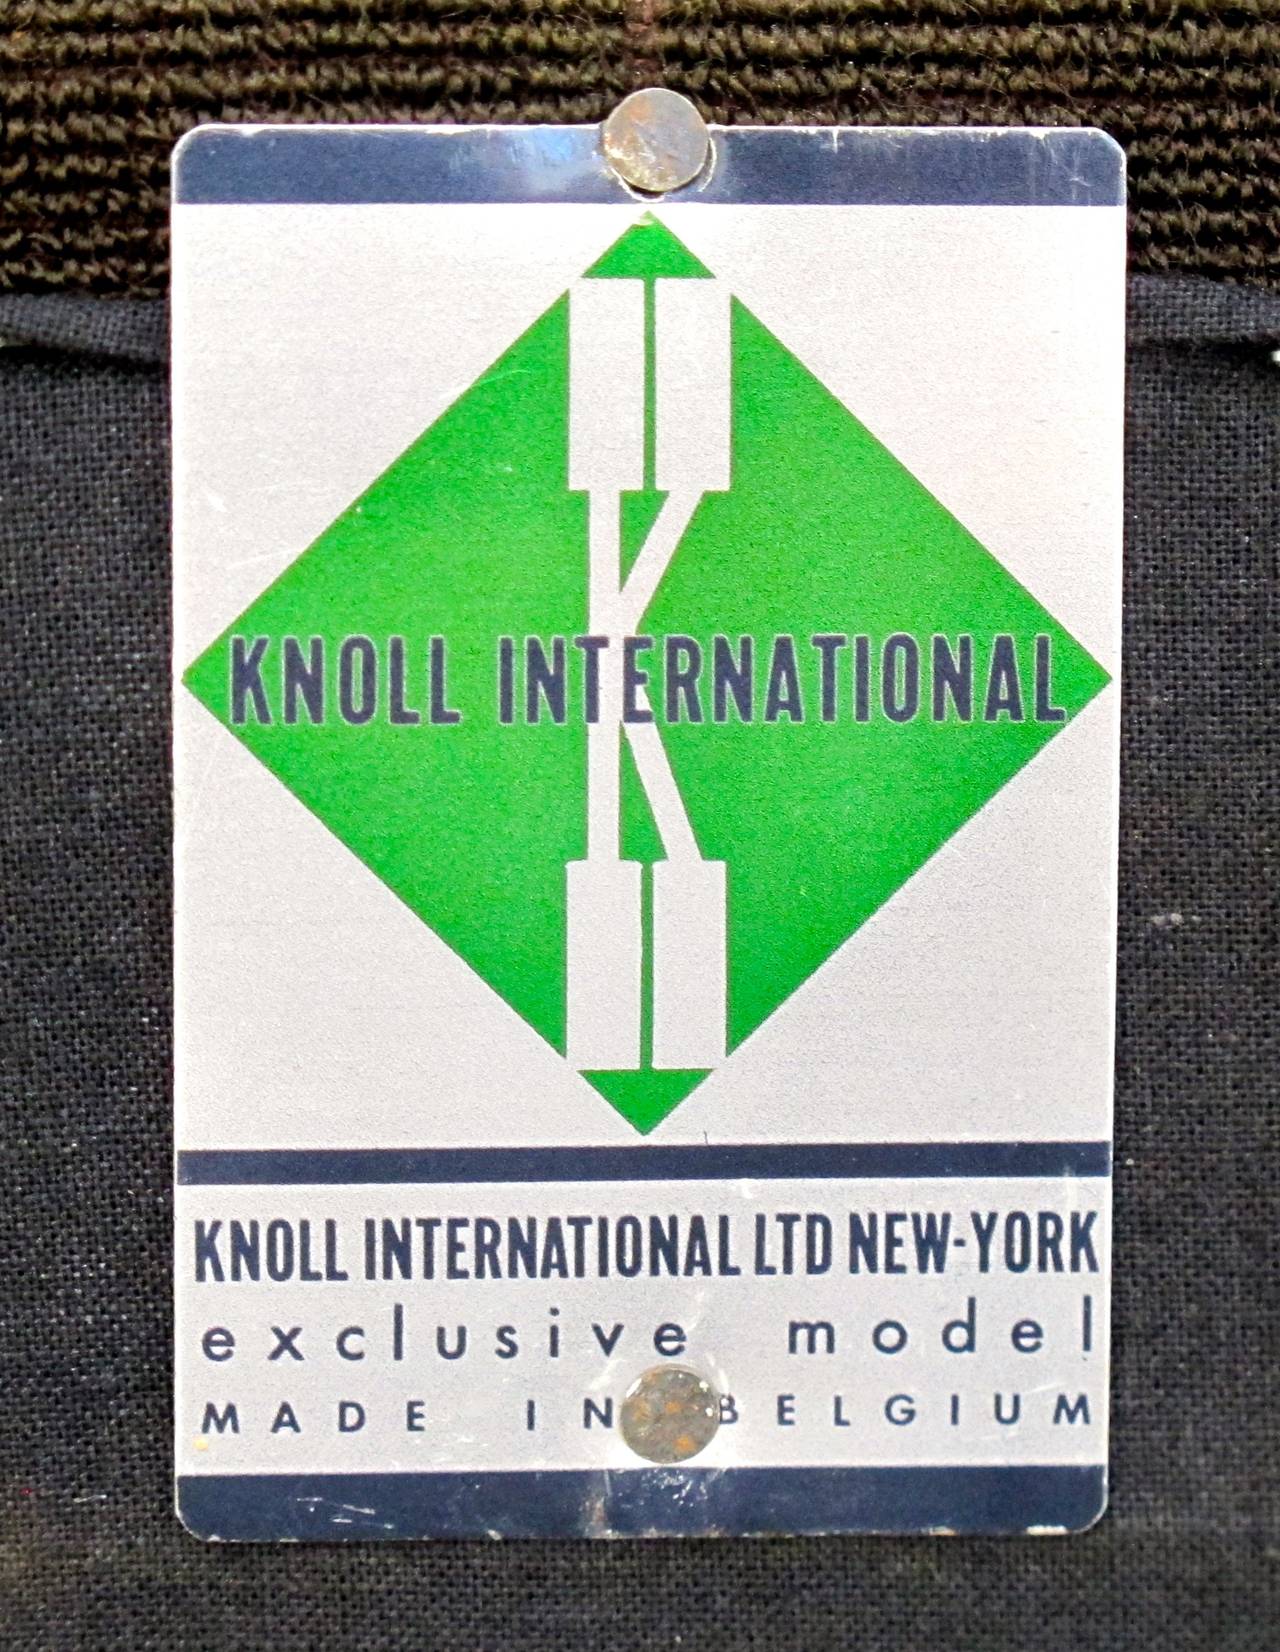 KNOLL INTERNATIONAL
KNOLL INTERNATIONAL LTD NEW-YORK
exclusive model
MADE IN BELGIUM